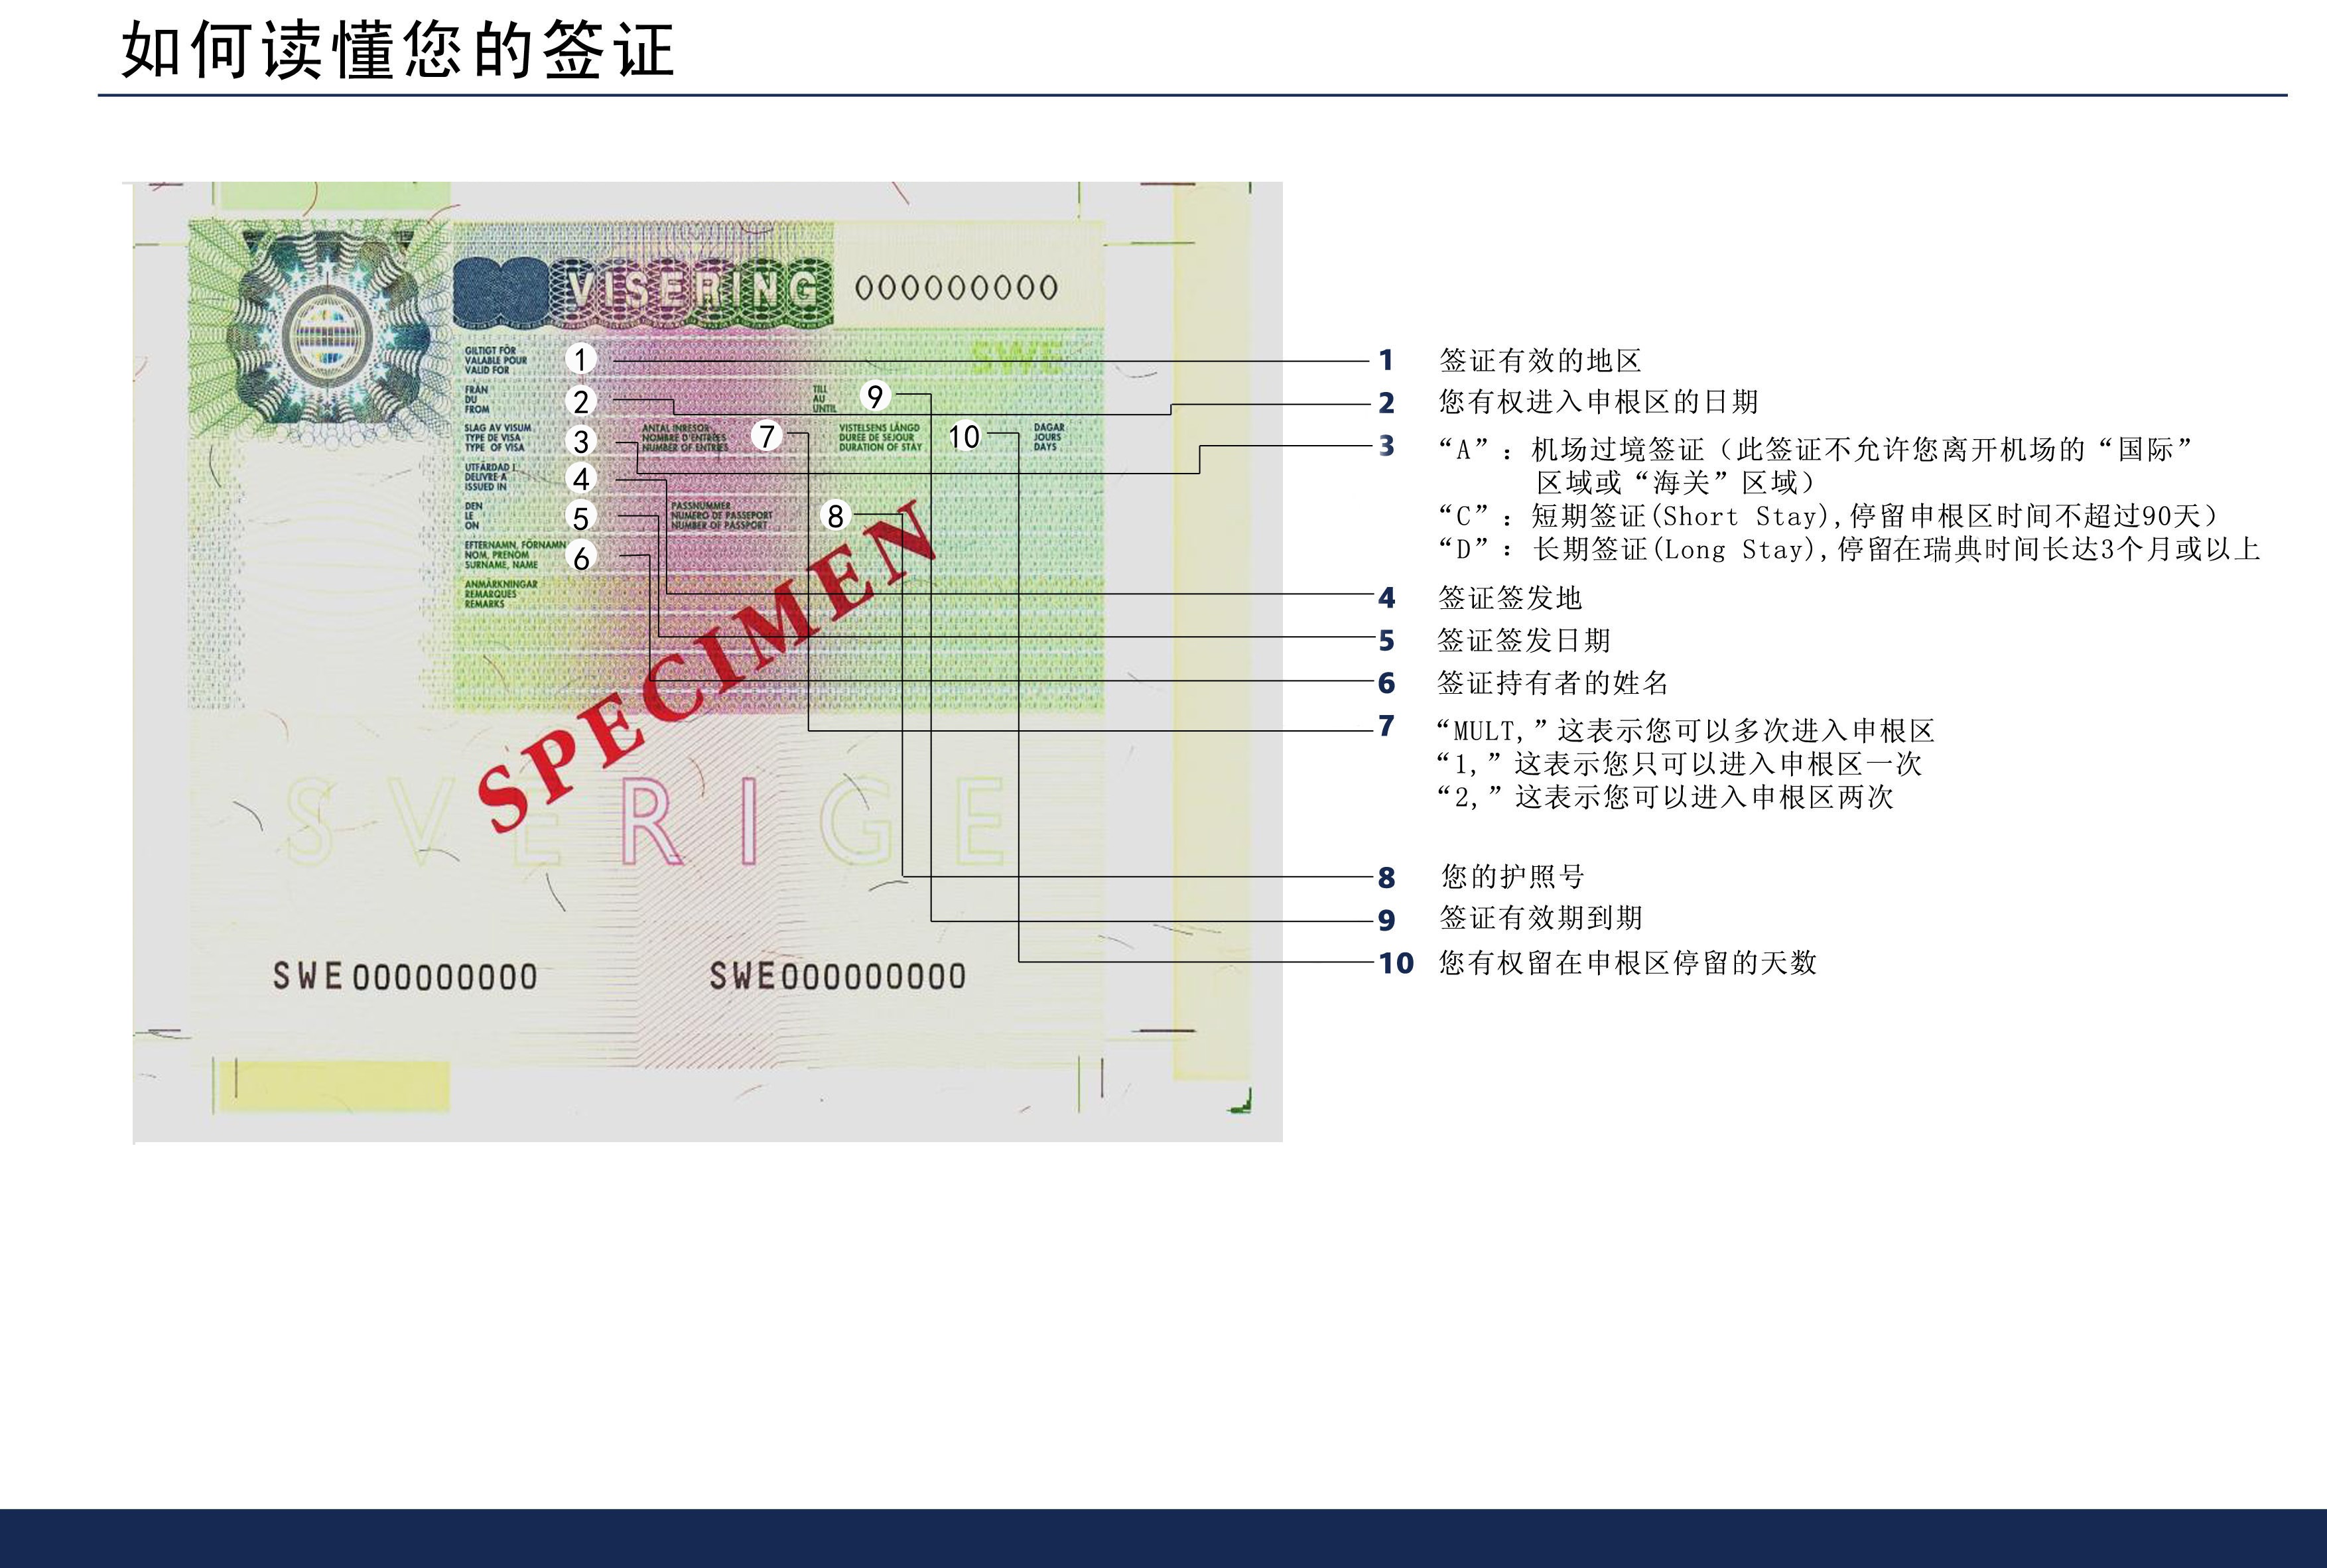 如何读懂您的签证
VISERING
000000000
SWE
GILTIGT FÖR
VALABLE POUR
VALID FOR
1
FRÅN
DU
FROM
2
TILL
AU
UNTIL
9
SLAG AV VISUM
TYPE DE VISA
TYPE OF VISA
3
ANTAL INRESOR
NOMBRE D'ENTRÉES
NUMBER OF ENTRIES
7
VISTELSENS LÄNGD
DURÉE DE SEJOUR
DURATION OF STAY
10
DAGAR
JOURS
DAYS
UTFÄRDAD I
DÉLIVRÉ A
ISSUED IN
4
DEN
LE
ON
5
PASSNUMMER
NUMERO DE PASSEPORT
NUMBER OF PASSPORT
8
EFTERNAMN, FÖRNAMN
NOM, PRENOM
SURNAME, NAME
6
ANMÄRKNINGAR
REMARQUES
REMARKS
SPECIMEN
SVERIGE
SWE000000000
SWE000000000
1 签证有效的地区
2 您有权进入申根区的日期
3 “A”：机场过境签证（此签证不允许您离开机场的“国际”
区域或“海关”区域）
“C”：短期签证(Short Stay),停留申根区时间不超过90天）
“D”：长期签证(Long Stay),停留在瑞典时间长达3个月或以上
4 签证签发地
5 签证签发日期
6 签证持有者的姓名
7 “MULT,”这表示您可以多次进入申根区
“1,”这表示您只可以进入申根区一次
“2,”这表示您可以进入申根区两次
8 您的护照号
9 签证有效期到期
10 您有权留在申根区停留的天数